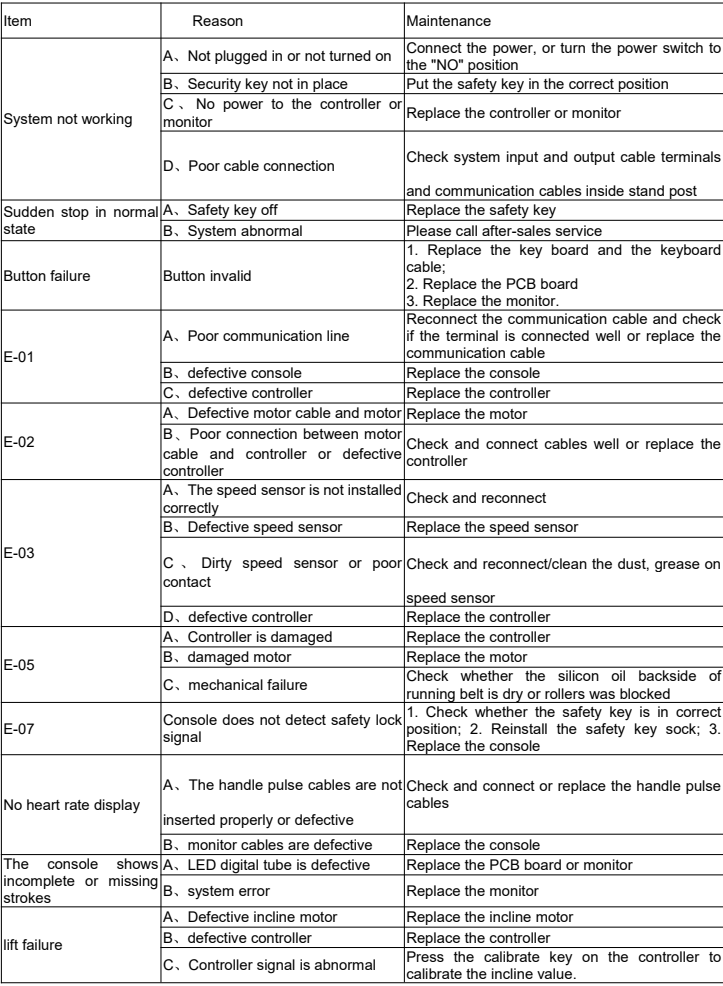 Item Reason Maintenance
System not working
A、Not plugged in or not turned on
Connect the power, or turn the power switch to
the "NO" position
B、Security key not in place
Put the safety key in the correct position
C 、 No power to the controller or
monitor
Replace the controller or monitor
D、Poor cable connection
Check system input and output cable terminals
and communication cables inside stand post
Sudden stop in normal
state
A、Safety key off
Replace the safety key
B、System abnormal
Please call after-sales service
Button failure
Button invalid
1. Replace the key board and the keyboard
cable;
2. Replace the PCB board
3. Replace the monitor.
E-01
A、Poor communication line
Reconnect the communication cable and check
if the terminal is connected well or replace the
communication cable
B、defective console
Replace the console
C、defective controller
Replace the controller
E-02
A、Defective motor cable and motor
Replace the motor
B、Poor connection between motor
cable and controller or defective
controller
Check and connect cables well or replace the
controller
E-03
A、The speed sensor is not installed
correctly
Check and reconnect
B、Defective speed sensor
Replace the speed sensor
C 、 Dirty speed sensor or poor
contact
Check and reconnect/clean the dust, grease on
speed sensor
D、defective controller
Replace the controller
E-05
A、Controller is damaged
Replace the controller
B、damaged motor
Replace the motor
C、mechanical failure
Check whether the silicon oil backside of
running belt is dry or rollers was blocked
E-07
Console does not detect safety lock
signal
1. Check whether the safety key is in correct
position; 2. Reinstall the safety key sock; 3.
Replace the console
No heart rate display
A、The handle pulse cables are not
inserted properly or defective
Check and connect or replace the handle pulse
cables
B、monitor cables are defective
Replace the console
The console shows
incomplete or missing
strokes
A、LED digital tube is defective
Replace the PCB board or monitor
B、system error
Replace the monitor
lift failure
A、Defective incline motor
Replace the incline motor
B、defective controller
Replace the controller
C、Controller signal is abnormal
Press the calibrate key on the controller to
calibrate the incline value.